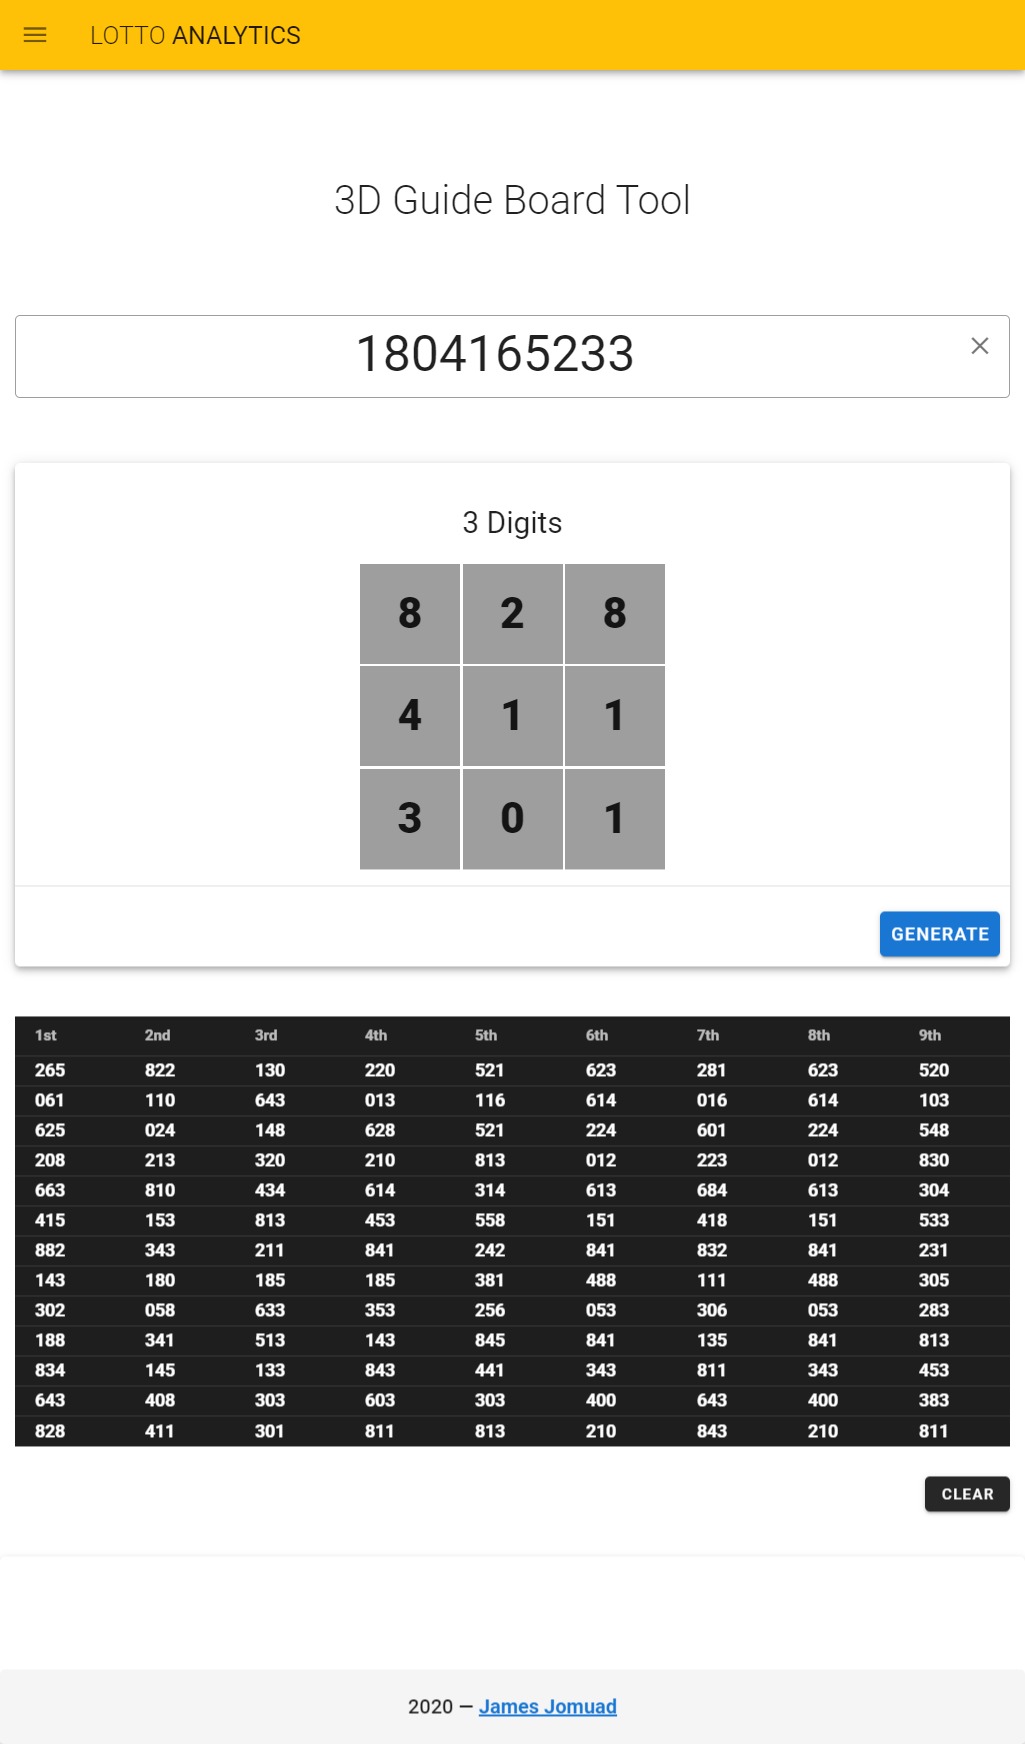 LOTTO ANALYTICS
3D Guide Board Tool
1804165233
3 Digits
8 2 8
4 1 1
3 0 1
GENERATE
1st 2nd 3rd 4th 5th 6th 7th 8th 9th
265 822 130 220 521 623 281 623 520
061 110 643 013 116 614 016 614 103
625 024 148 628 521 224 601 224 548
208 213 320 210 813 012 223 012 830
663 810 434 614 314 613 684 613 304
415 153 813 453 558 151 418 151 533
882 343 211 841 242 841 832 841 231
143 180 185 185 381 488 111 488 305
302 058 633 353 256 053 306 053 283
188 341 513 143 845 841 135 841 813
834 145 133 843 441 343 811 343 453
643 408 303 603 303 400 643 400 383
828 411 301 811 813 210 843 210 811
CLEAR
2020 — James Jomuad